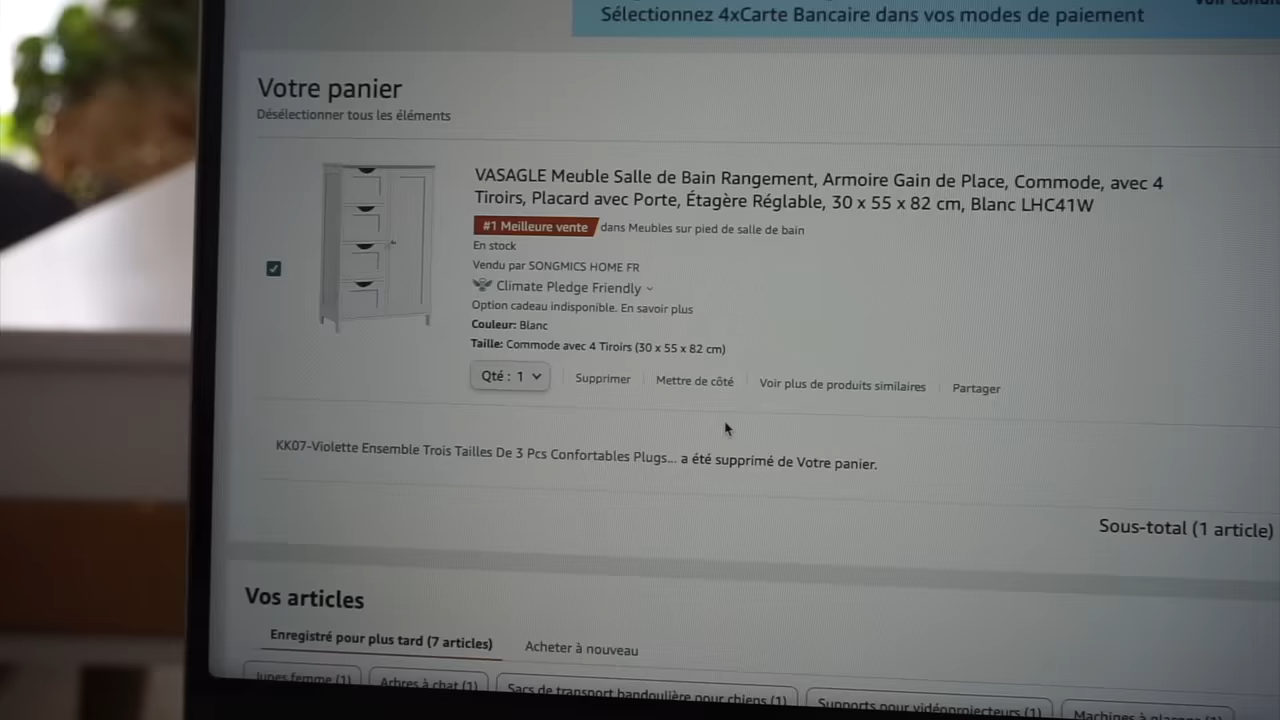 Sélectionnez 4xCarte Bancaire dans vos modes de paiement
Votre panier
Désélectionner tous les éléments
VASAGLE Meuble Salle de Bain Rangement, Armoire Gain de Place, Commode, avec 4
Tiroirs, Placard avec Porte, Étagère Réglable, 30 x 55 x 82 cm, Blanc LHC41W
#1 Meilleure vente dans Meubles sur pied de salle de bain
En stock
Vendu par SONGMICS HOME FR
Climate Pledge Friendly
Option cadeau indisponible. En savoir plus
Couleur: Blanc
Taille: Commode avec 4 Tiroirs (30 x 55 x 82 cm)
Qté : 1 Supprimer Mettre de côté Voir plus de produits similaires Partager
KK07-Violette Ensemble Trois Tailles De 3 Pcs Confortables Plugs... a été supprimé de Votre panier.
Sous-total (1 article)
Vos articles
Enregistré pour plus tard (7 articles) Acheter à nouveau
Jupes femme (1) Arbres à chat (1) Sacs de transport bandoulière pour chiens (1) Supports pour vidéoprojecteurs (1) Machines à glaçons (1)